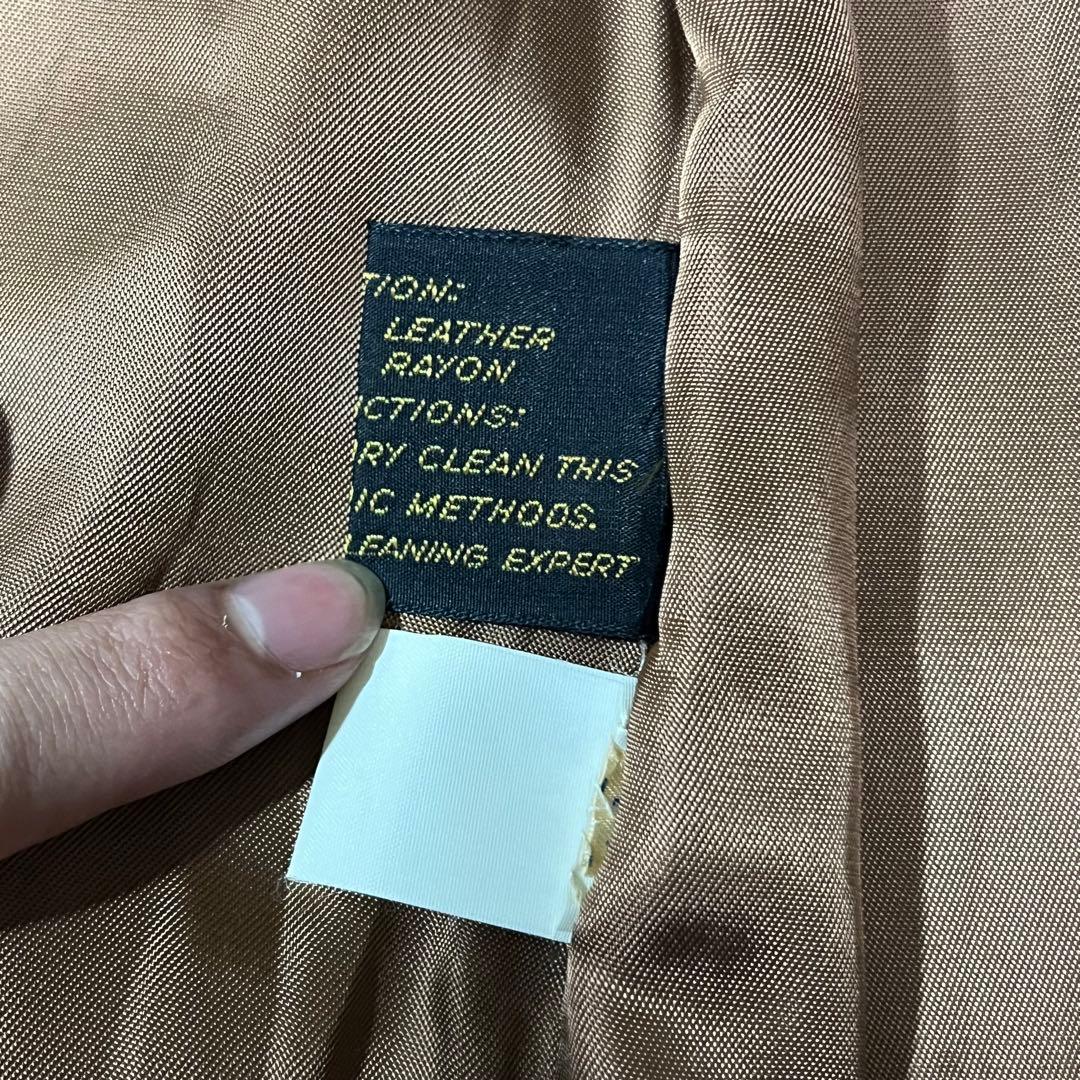 TION:
LEATHER
RAYON
CTIONS:
RY CLEAN THIS
IC METHODS.
LEANING EXPERT